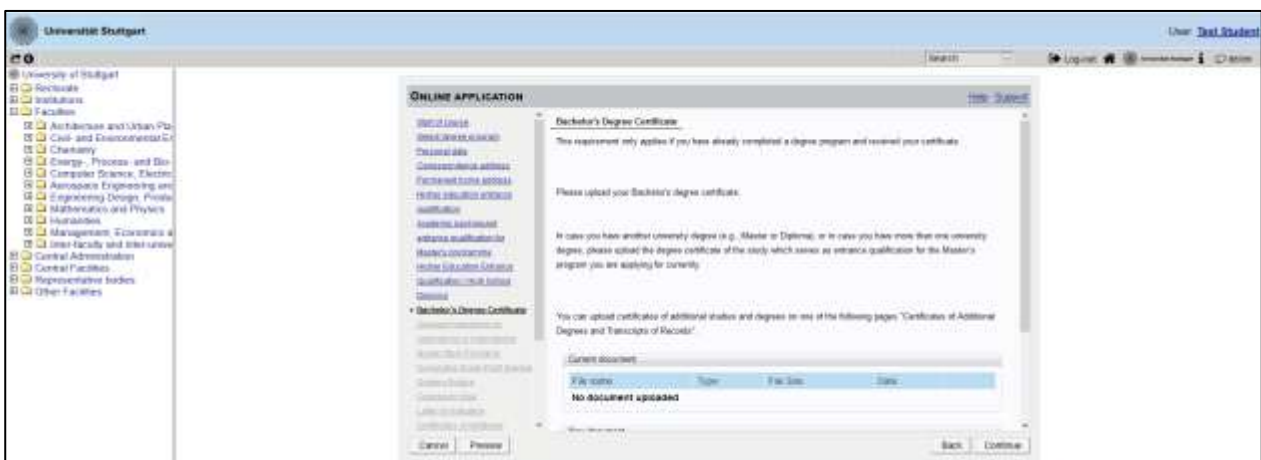 Universität Stuttgart
User: Test Student
Search
Log out
University of Stuttgart
Rectorate
Institutions
Faculties
Architecture and Urban Pla
Civil- and Environmental E
Chemistry
Energy-, Process- and Bio-
Computer Science, Electric
Aerospace Engineering and
Engineering Design, Produ
Mathematics and Physics
Humanities
Management, Economics a
Inter-faculty and inter-unive
Central Administration
Central Facilities
Representative bodies
Other Facilities
ONLINE APPLICATION
Help Support
Start of course
Select degree program
Personal data
Correspondence address
Permanent home address
Higher education entrance
qualification
entrance qualification for
Master's programme
Higher Education Entrance
Qualification / High School
Diploma
Bachelor's Degree Certificate
Bachelor's Degree Certificate
This requirement only applies if you have already completed a degree program and received your certificate.
Please upload your Bachelor's degree certificate.
In case you have another university degree (e.g., Master or Diploma), or in case you have more than one university
degree, please upload the degree certificate of the study which serves as entrance qualification for the Master's
program you are applying for currently.
You can upload certificates of additional studies and degrees on one of the following pages "Certificates of Additional
Degrees and Transcripts of Records".
Current document
File name Type File Size Date
No document uploaded
Cancel Preview
Back Continue